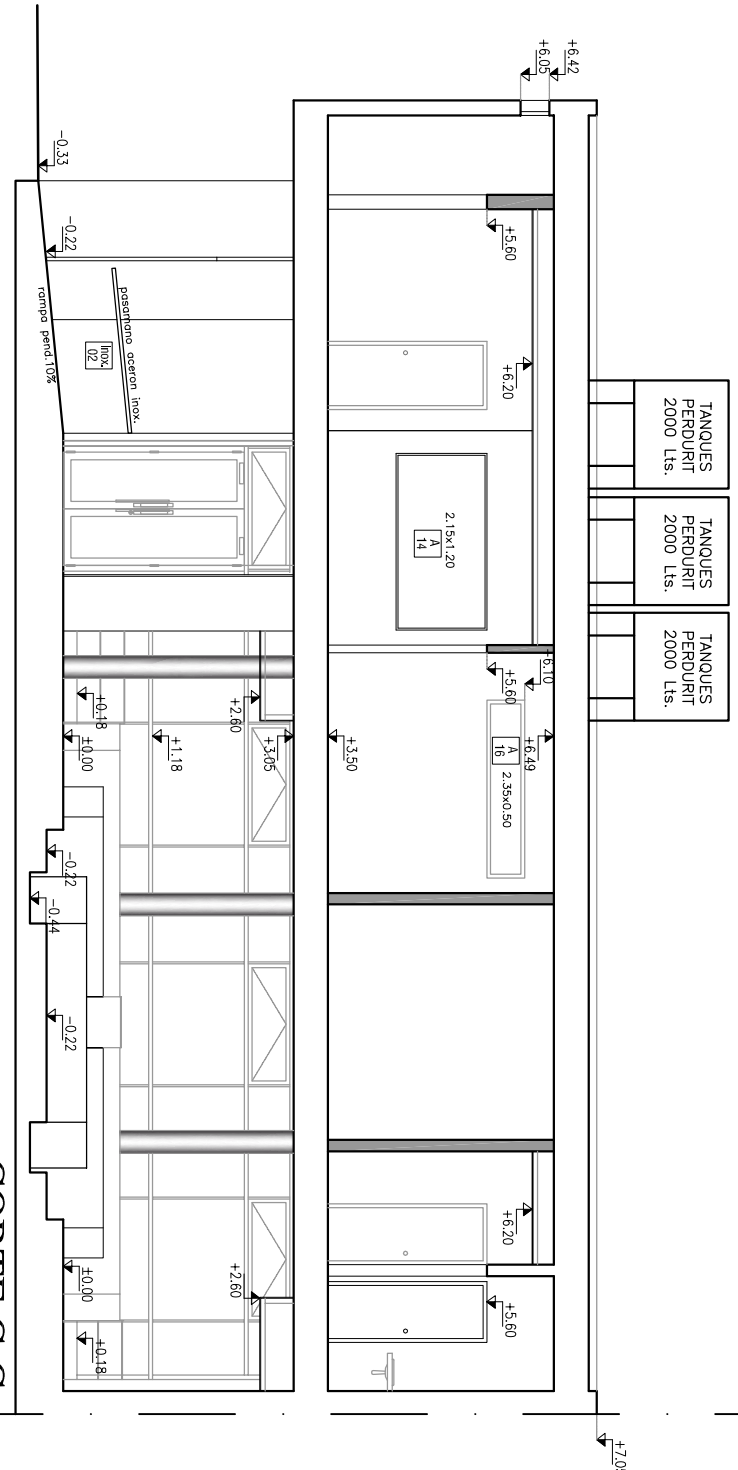 TANQUES
PERDURIT
2000 Lts.
TANQUES
PERDURIT
2000 Lts.
TANQUES
PERDURIT
2000 Lts.
+6.42
+6.05
+5.60
+6.20
2.15x1.20
A
14
+5.60
+6.10
+6.49
+3.50
A
16
2.35x0.50
+6.20
+5.60
-0.33
-0.22
rampa pend.10%
pasamano aceron inox.
Inox.
02
+0.18
±0.00
+1.18
+2.60
+3.05
-0.22
-0.44
-0.22
±0.00
+2.60
+0.18